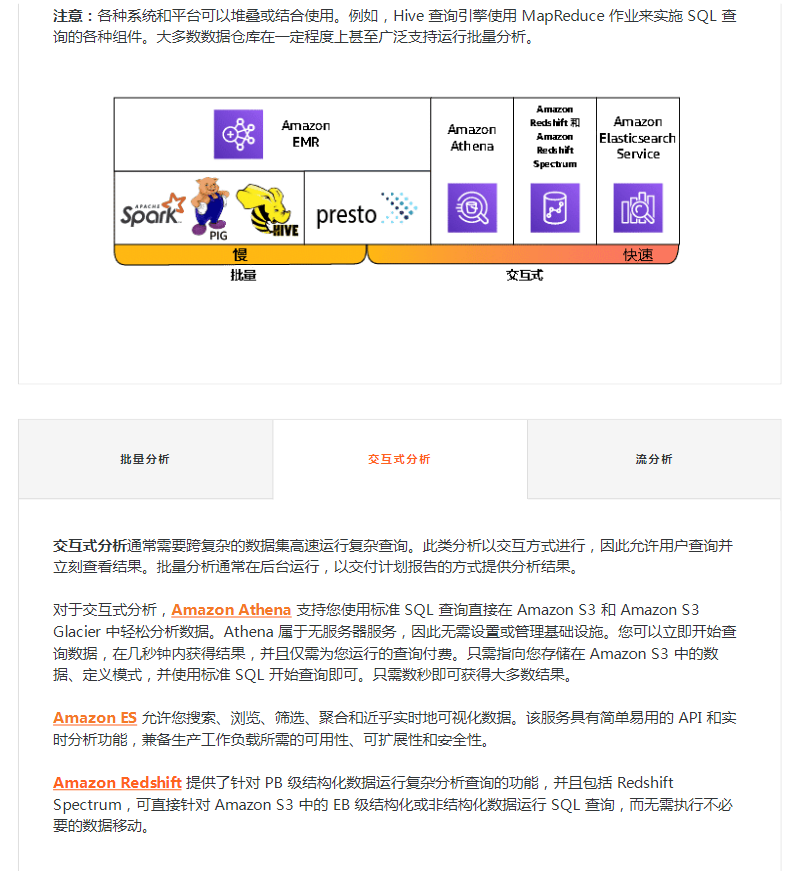 注意：各种系统和平台可以堆叠或结合使用。例如，Hive 查询引擎使用 MapReduce 作业来实施 SQL 查
询的各种组件。大多数数据仓库在一定程度上甚至广泛支持运行批量分析。
Amazon
EMR
Amazon
Athena
Amazon
Redshift 和
Amazon
Redshift
Spectrum
Amazon
Elasticsearch
Service
APACHE
Spark
PIG
HIVE
presto
慢
快速
批量
交互式
批量分析
交互式分析
流分析
交互式分析通常需要跨复杂的数据集高速运行复杂查询。此类分析以交互方式进行，因此允许用户查询并
立刻查看结果。批量分析通常在后台运行，以交付计划报告的方式提供分析结果。
对于交互式分析，Amazon Athena 支持您使用标准 SQL 查询直接在 Amazon S3 和 Amazon S3
Glacier 中轻松分析数据。Athena 属于无服务器服务，因此无需设置或管理基础设施。您可以立即开始查
询数据，在几秒钟内获得结果，并且仅需为您运行的查询付费。只需指向您存储在 Amazon S3 中的数
据、定义模式，并使用标准 SQL 开始查询即可。只需数秒即可获得大多数结果。
Amazon ES 允许您搜索、浏览、筛选、聚合和近乎实时地可视化数据。该服务具有简单易用的 API 和实
时分析功能，兼备生产工作负载所需的可用性、可扩展性和安全性。
Amazon Redshift 提供了针对 PB 级结构化数据运行复杂分析查询的功能，并且包括 Redshift
Spectrum，可直接针对 Amazon S3 中的 EB 级结构化或非结构化数据运行 SQL 查询，而无需执行不必
要的数据移动。